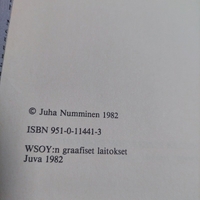 © Juha Numminen 1982
ISBN 951-0-11441-3
WSOY:n graafiset laitokset
Juva 1982